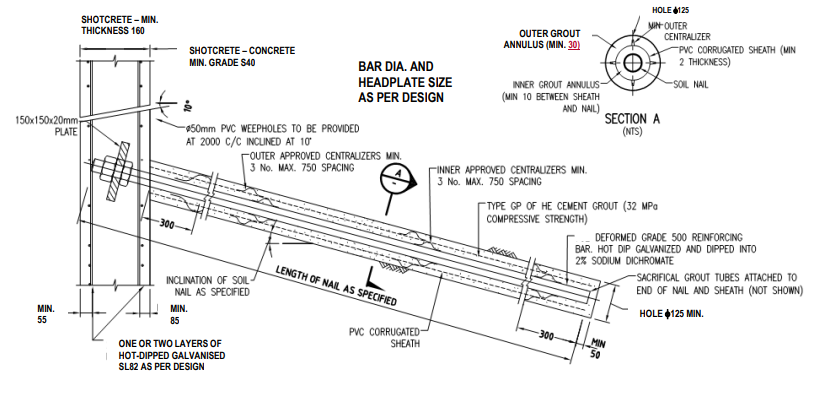 SHOTCRETE – MIN.
THICKNESS 160
SHOTCRETE – CONCRETE
MIN. GRADE S40
BAR DIA. AND
HEADPLATE SIZE
AS PER DESIGN
HOLE ϕ125
MIN OUTER
CENTRALIZER
OUTER GROUT
ANNULUS (MIN. 30)
PVC CORRUGATED SHEATH (MIN
2 THICKNESS)
INNER GROUT ANNULUS
(MIN 10 BETWEEN SHEATH
AND NAIL)
SOIL NAIL
SECTION A
(NTS)
10°
150x150x20mm
PLATE
ø50mm PVC WEEPHOLES TO BE PROVIDED
AT 2000 C/C INCLINED AT 10°
OUTER APPROVED CENTRALIZERS MIN.
3 No. MAX. 750 SPACING
A
-
INNER APPROVED CENTRALIZERS MIN.
3 No. MAX. 750 SPACING
TYPE GP OF HE CEMENT GROUT (32 MPa
COMPRESSIVE STRENGTH)
DEFORMED GRADE 500 REINFORCING
BAR. HOT DIP GALVANIZED AND DIPPED INTO
2% SODIUM DICHROMATE
SACRIFICAL GROUT TUBES ATTACHED TO
END OF NAIL AND SHEATH (NOT SHOWN)
HOLE ϕ125 MIN.
300
INCLINATION OF SOIL
NAIL AS SPECIFIED
LENGTH OF NAIL AS SPECIFIED
PVC CORRUGATED
SHEATH
300
MIN
50
MIN.
55
MIN.
85
ONE OR TWO LAYERS OF
HOT-DIPPED GALVANISED
SL82 AS PER DESIGN